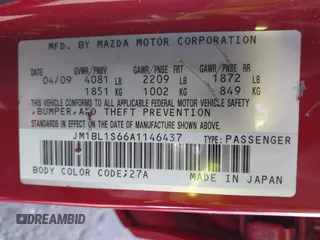 MFD. BY MAZDA MOTOR CORPORATION
GVWR/PNBV GAWR/PNBE FRT GAWR/PNBE RR
04/09 4081 LB 2209 LB 1872 LB
1851 KG 1002 KG 849 KG
THIS VEHICLE CONFORMS TO ALL APPLICABLE FEDERAL MOTOR VEHICLE SAFETY,
BUMPER, AND THEFT PREVENTION
STANDARDS IN EFFECT ON THE DATE OF MANUFACTURE SHOWN ABOVE.
JM1BL1S66A1146437 TYPE: PASSENGER
BODY COLOR CODE:27A MADE IN JAPAN
DREAMBID